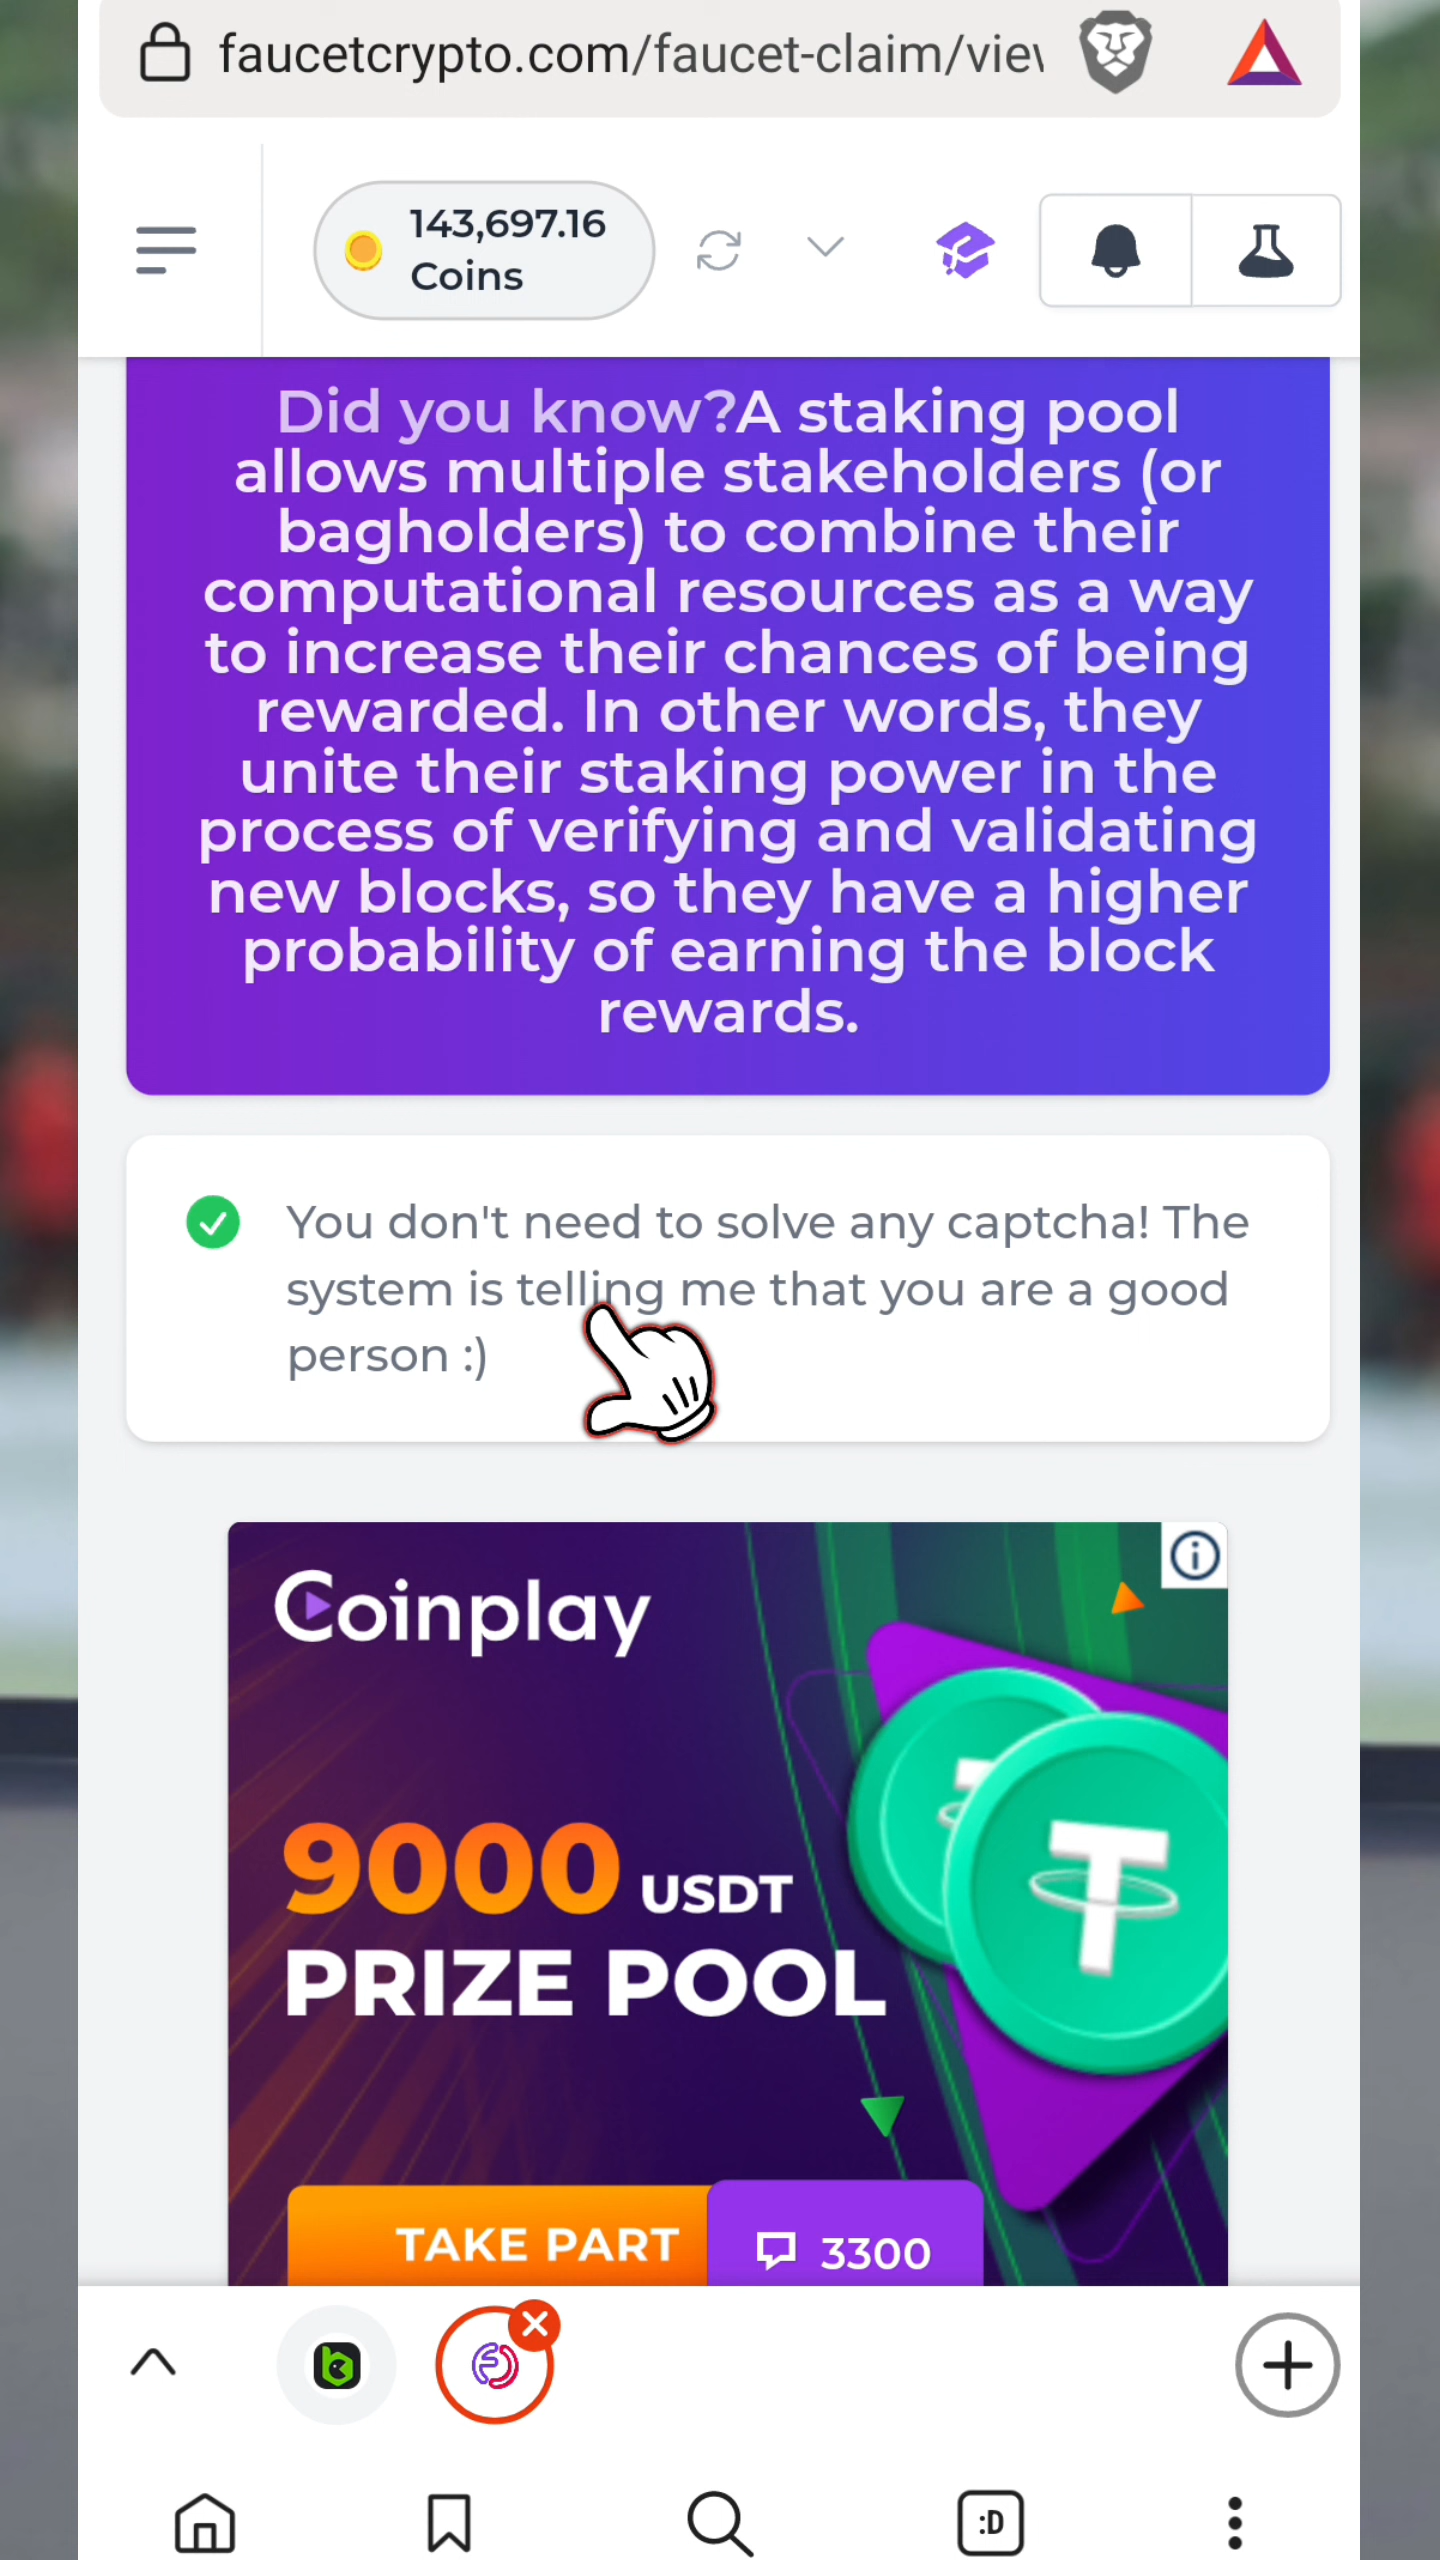 faucetcrypto.com/faucet-claim/view
143,697.16
Coins
Did you know?A staking pool
allows multiple stakeholders (or
bagholders) to combine their
computational resources as a way
to increase their chances of being
rewarded. In other words, they
unite their staking power in the
process of verifying and validating
new blocks, so they have a higher
probability of earning the block
rewards.
You don't need to solve any captcha! The
system is telling me that you are a good
person :)
Coinplay
9000 USDT
PRIZE POOL
TAKE PART
3300
:D